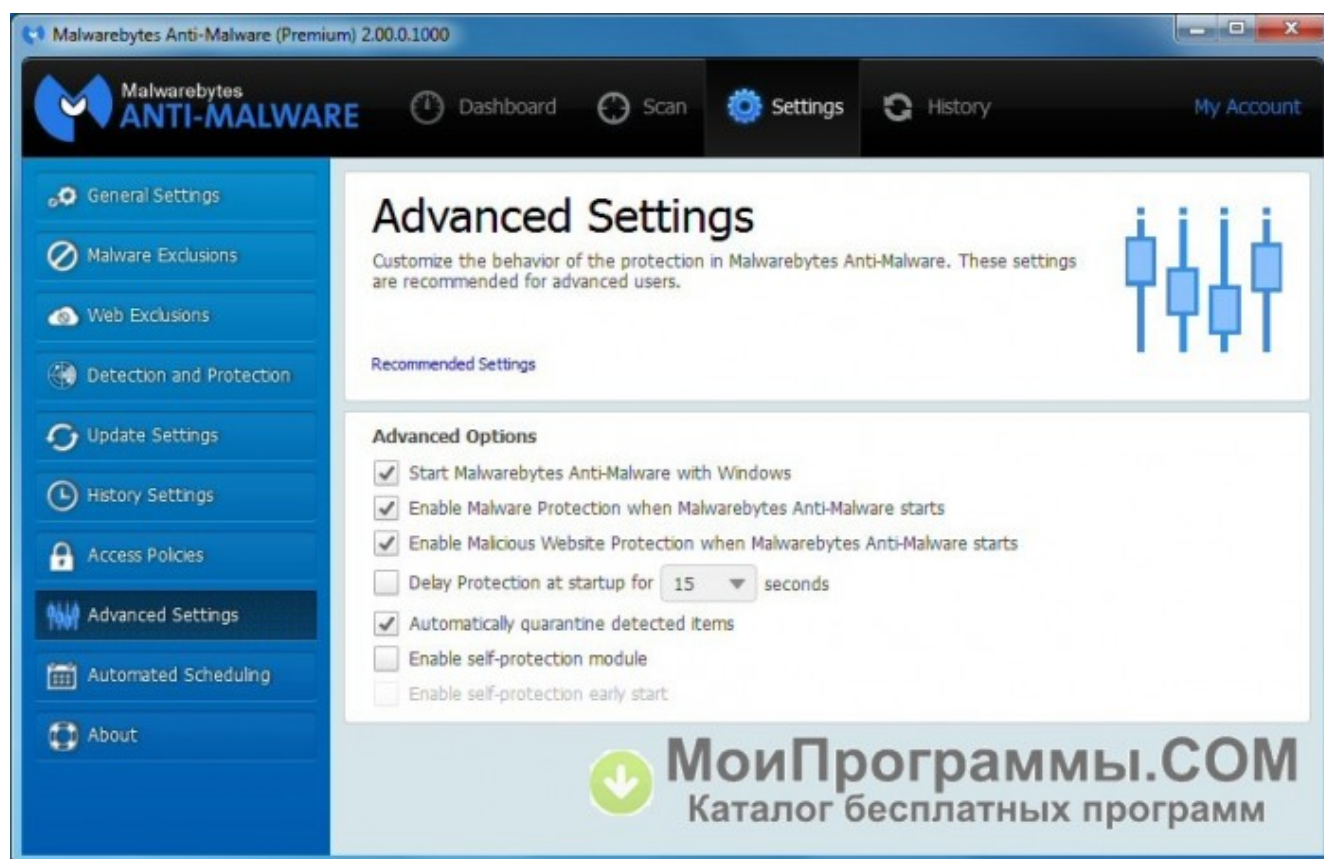 Malwarebytes Anti-Malware (Premium) 2.00.0.1000
Malwarebytes
ANTI-MALWARE
Dashboard
Scan
Settings
History
My Account
General Settings
Malware Exclusions
Web Exclusions
Detection and Protection
Update Settings
History Settings
Access Policies
Advanced Settings
Automated Scheduling
About
Advanced Settings
Customize the behavior of the protection in Malwarebytes Anti-Malware. These settings
are recommended for advanced users.
Recommended Settings
Advanced Options
Start Malwarebytes Anti-Malware with Windows
Enable Malware Protection when Malwarebytes Anti-Malware starts
Enable Malicious Website Protection when Malwarebytes Anti-Malware starts
Delay Protection at startup for 15 seconds
Automatically quarantine detected items
Enable self-protection module
Enable self-protection early start
МоиПрограммы.COM
Каталог бесплатных программ